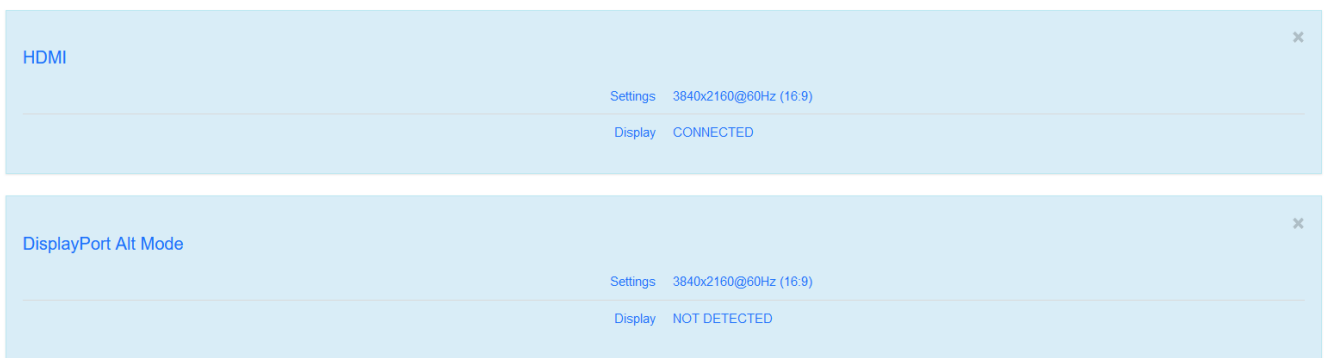 HDMI
Settings 3840x2160@60Hz (16:9)
Display CONNECTED
DisplayPort Alt Mode
Settings 3840x2160@60Hz (16:9)
Display NOT DETECTED